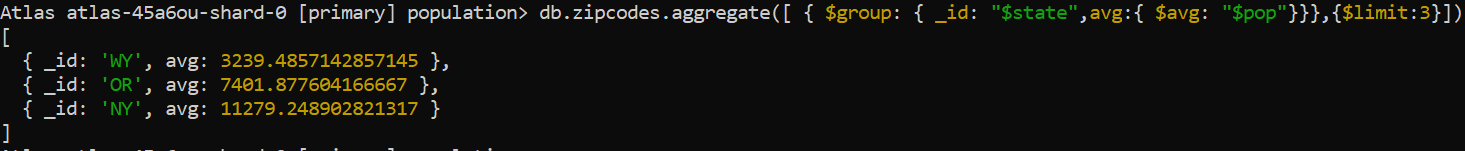 Atlas atlas-45a6ou-shard-0 [primary] population> db.zipcodes.aggregate([ { $group: { _id: "$state",avg:{ $avg: "$pop"}}},{$limit:3}])
[
  { _id: 'WY', avg: 3239.4857142857145 },
  { _id: 'OR', avg: 7401.877604166667 },
  { _id: 'NY', avg: 11279.248902821317 }
]